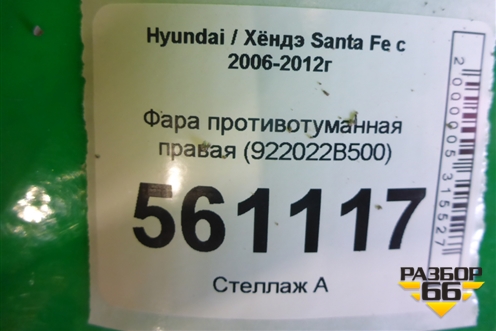 Hyundai / Хёндэ Santa Fe с
2006-2012г
Фара противотуманная
правая (922022B500)
561117
Стеллаж А
2000005315527
РАЗБОР
66